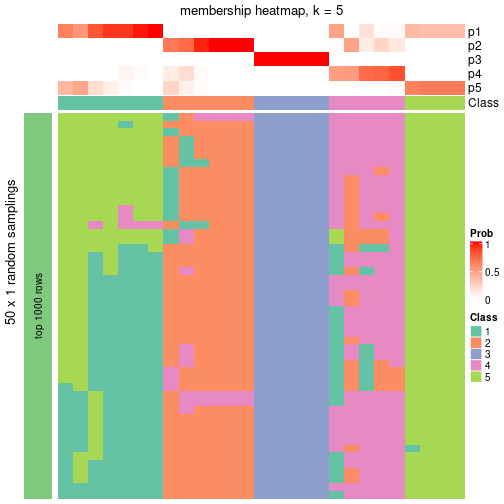 membership heatmap, k = 5
p1
p2
p3
p4
p5
Class
50 x 1 random samplings
top 1000 rows
Prob
1
0.5
0
Class
1
2
3
4
5